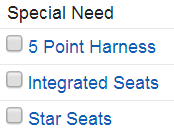 Special Need
5 Point Harness
Integrated Seats
Star Seats